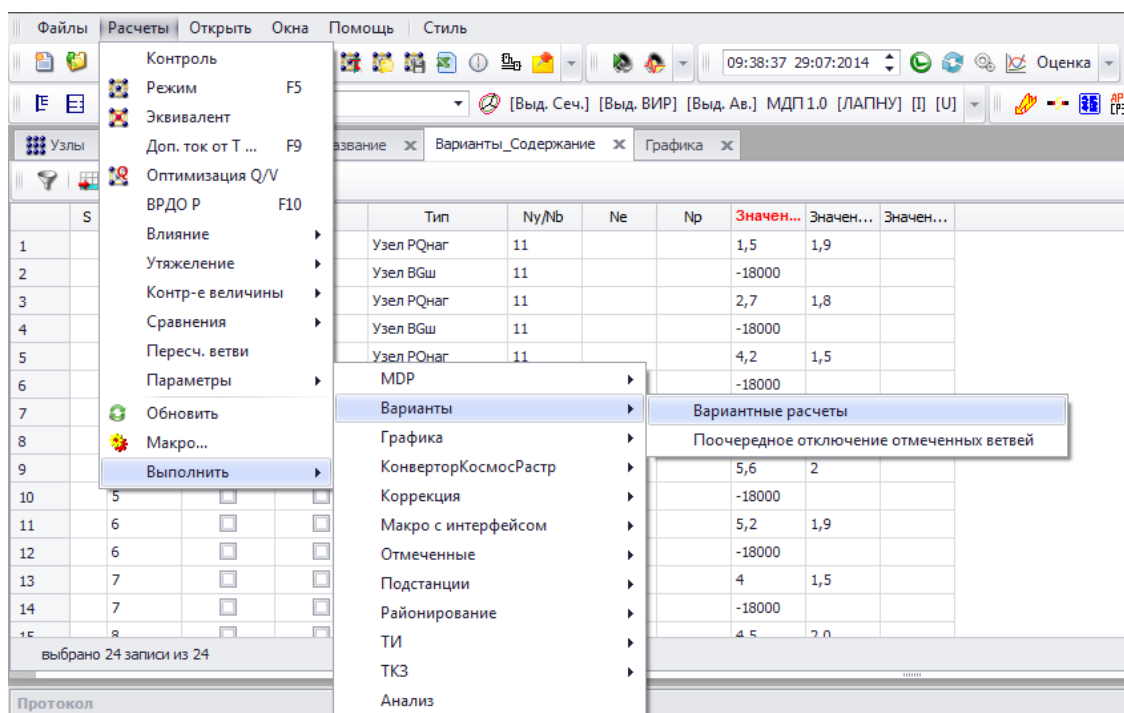 Файлы Расчеты Открыть Окна Помощь Стиль
Контроль
Режим F5
Эквивалент
Доп. ток от Т ... F9
Оптимизация Q/V
ВРДО Р F10
Влияние
Утяжеление
Контр-е величины
Сравнения
Пересч. ветви
Параметры
Обновить
Макро...
Выполнить
09:38:37 29:07:2014 Оценка
[Выд. Сеч.] [Выд. ВИР] [Выд. Ав.] МДП 1.0 [ЛАПНУ] [I] [U]
Узлы Варианты_Содержание Графика
S Тип Ny/Nb Ne Np Значен... Значен... Значен...
1 Узел PQнаг 11 1,5 1,9
2 Узел BGш 11 -18000
3 Узел PQнаг 11 2,7 1,8
4 Узел BGш 11 -18000
5 Узел PQнаг 11 4,2 1,5
6 -18000
7
8
9 5,6 2
10 5 -18000
11 6 5,2 1,9
12 6 -18000
13 7 4 1,5
14 7 -18000
15 8 4,5 2,0
MDP
Варианты
Графика
КонверторКосмосРастр
Коррекция
Макро с интерфейсом
Отмеченные
Подстанции
Районирование
ТИ
ТКЗ
Анализ
Вариантные расчеты
Поочередное отключение отмеченных ветвей
выбрано 24 записи из 24
Протокол